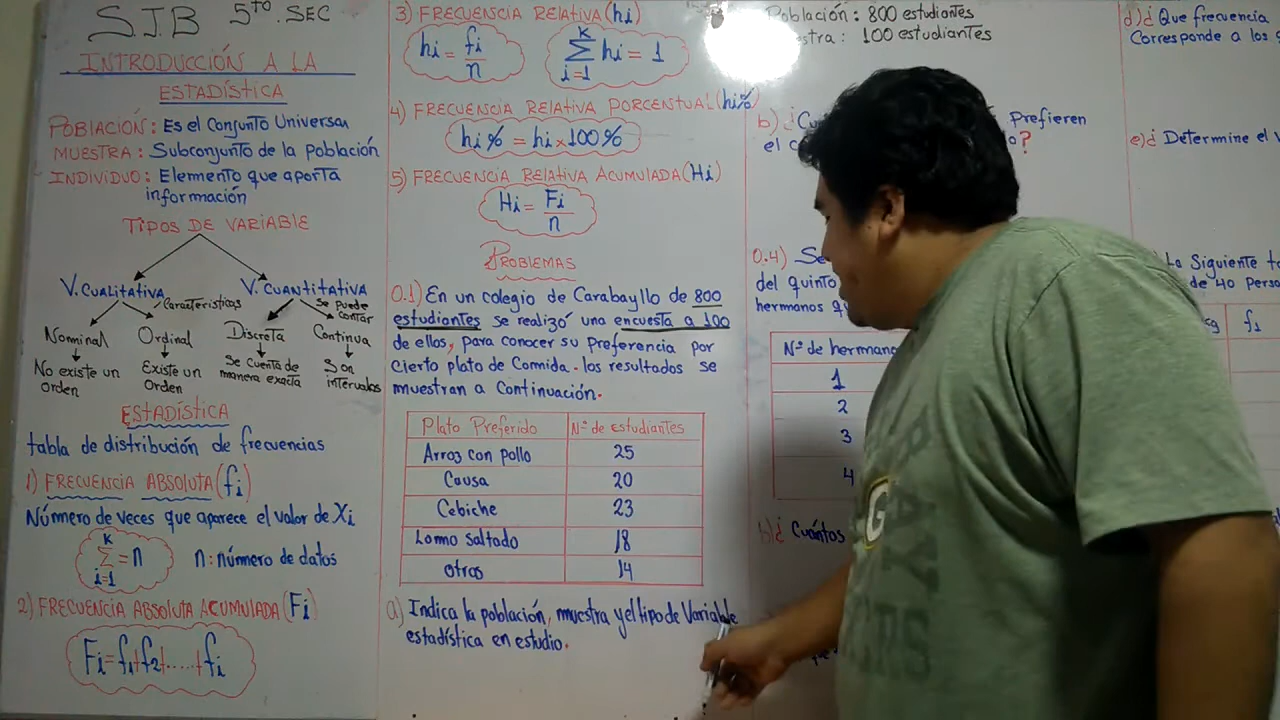 S.J.B 5TO. SEC
INTRODUCCIÓN A LA
ESTADÍSTICA
POBLACIÓN: Es el Conjunto Universal
MUESTRA: Subconjunto de la población
INDIVIDUO: Elemento que aporta
información
TIPOS DE VARIABLE
V. CUALITATIVA
Características
V. CUANTITATIVA
Se puede
contar
Nominal
Ordinal
Discreta
Continua
No existe un
orden
Existe un
Orden
Se cuenta de
manera exacta
Son
intervalos
ESTADÍSTICA
tabla de distribución de frecuencias
1) FRECUENCIA ABSOLUTA (fi)
Número de veces que aparece el valor de Xi
K
∑ = n
i=1
n: número de datos
2) FRECUENCIA ABSOLUTA ACUMULADA (Fi)
Fi = f1 + f2 + ..... + fi
3) FRECUENCIA RELATIVA (hi)
hi = fi/n
K
∑ hi = 1
i=1
4) FRECUENCIA RELATIVA PORCENTUAL (hi%)
hi% = hi × 100%
5) FRECUENCIA RELATIVA ACUMULADA (Hi)
Hi = Fi/n
PROBLEMAS
0.1) En un colegio de Carabayllo de 800
estudiantes se realizó una encuesta a 100
de ellos, para conocer su preferencia por
cierto plato de Comida. los resultados se
muestran a Continuación.
Plato Preferido N° de estudiantes
Arroz con pollo 25
Causa 20
Cebiche 23
Lomo saltado 18
otros 14
a) Indica la población, muestra y el tipo de Variable
estadística en estudio.
Población: 800 estudiantes
100 estudiantes
b) ¿
Prefieren
el
0.4)
del quinto
hermanos
N° de hermano
1
2
3
4
b) ¿Cuántos
d) ¿Que frecuencia
Corresponde a los
e) ¿Determine el
La Siguiente
de 40
f1
G